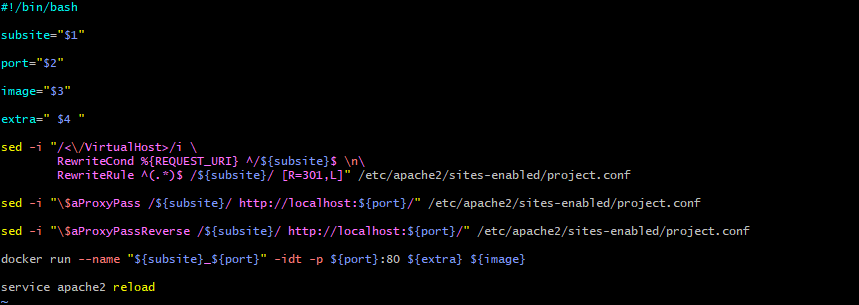 #!/bin/bash
subsite="$1"
port="$2"
image="$3"
extra=" $4 "
sed -i "/<\/VirtualHost>/i \
RewriteCond %{REQUEST_URI} ^/${subsite}$ \n\
RewriteRule ^(.*)$ /${subsite}/ [R=301,L]" /etc/apache2/sites-enabled/project.conf
sed -i "\$aProxyPass /${subsite}/ http://localhost:${port}/" /etc/apache2/sites-enabled/project.conf
sed -i "\$aProxyPassReverse /${subsite}/ http://localhost:${port}/" /etc/apache2/sites-enabled/project.conf
docker run --name "${subsite}_${port}" -idt -p ${port}:80 ${extra} ${image}
service apache2 reload
~